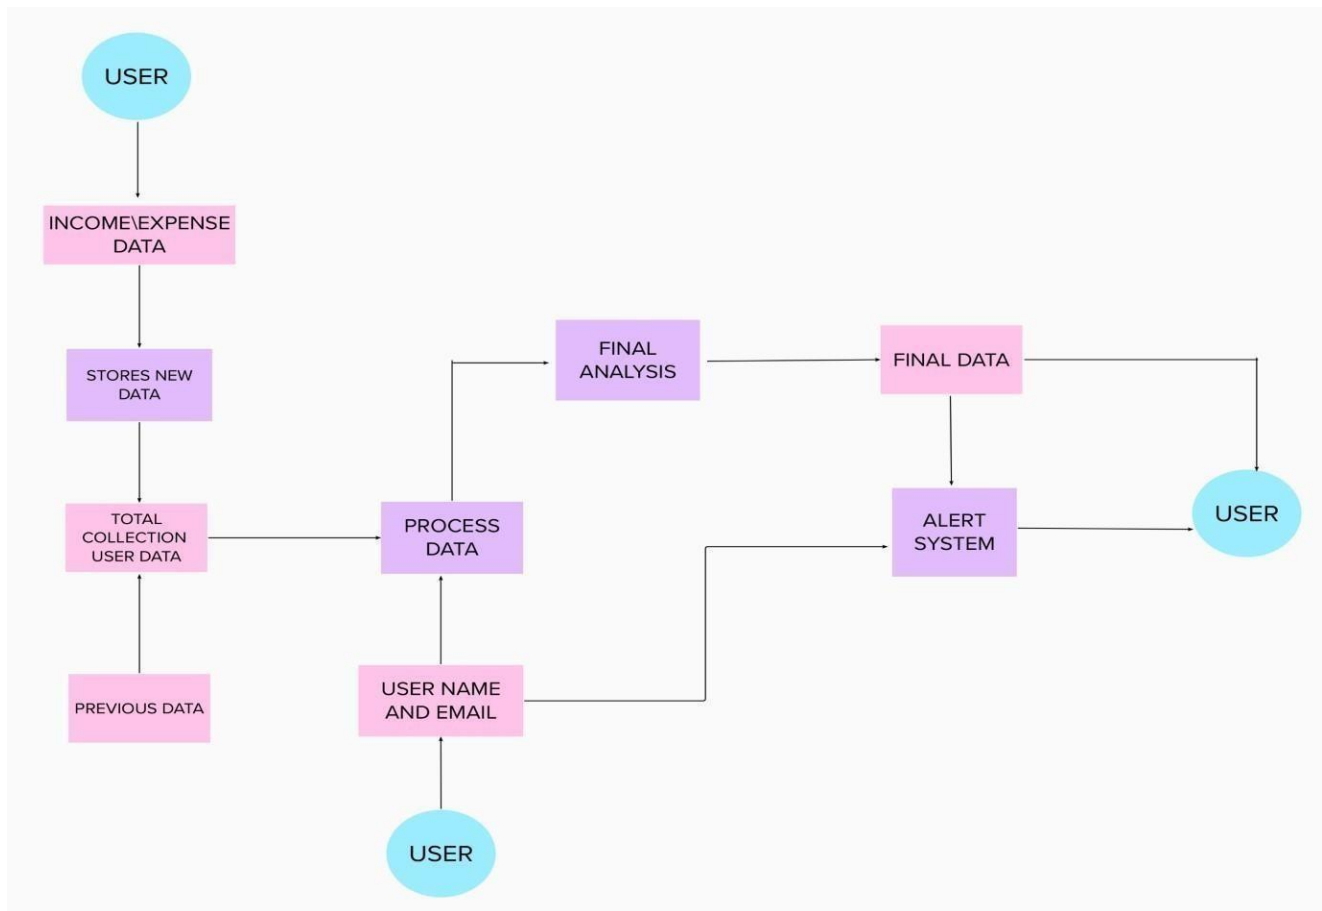 USER
INCOME\EXPENSE
DATA
STORES NEW
DATA
TOTAL
COLLECTION
USER DATA
PREVIOUS DATA
PROCESS
DATA
USER NAME
AND EMAIL
USER
FINAL
ANALYSIS
FINAL DATA
ALERT
SYSTEM
USER